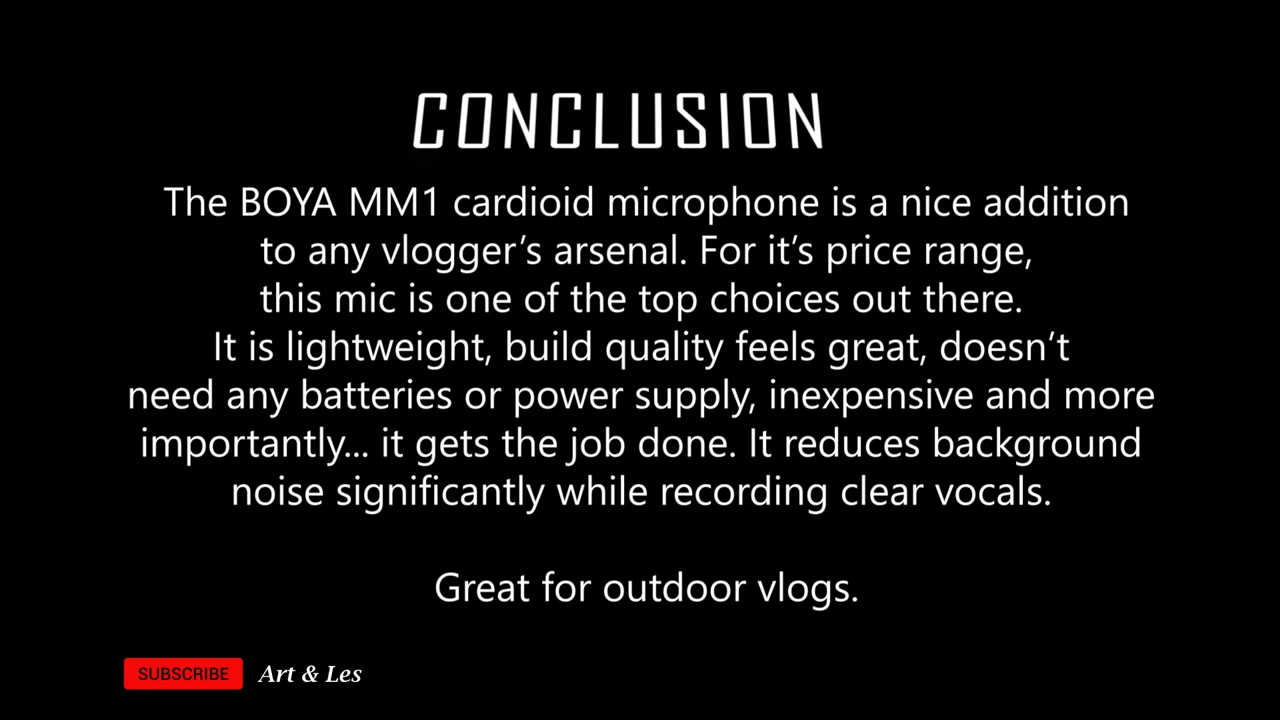 CONCLUSION
The BOYA MM1 cardioid microphone is a nice addition
to any vlogger’s arsenal. For it’s price range,
this mic is one of the top choices out there.
It is lightweight, build quality feels great, doesn’t
need any batteries or power supply, inexpensive and more
importantly... it gets the job done. It reduces background
noise significantly while recording clear vocals.
Great for outdoor vlogs.
SUBSCRIBE Art & Les